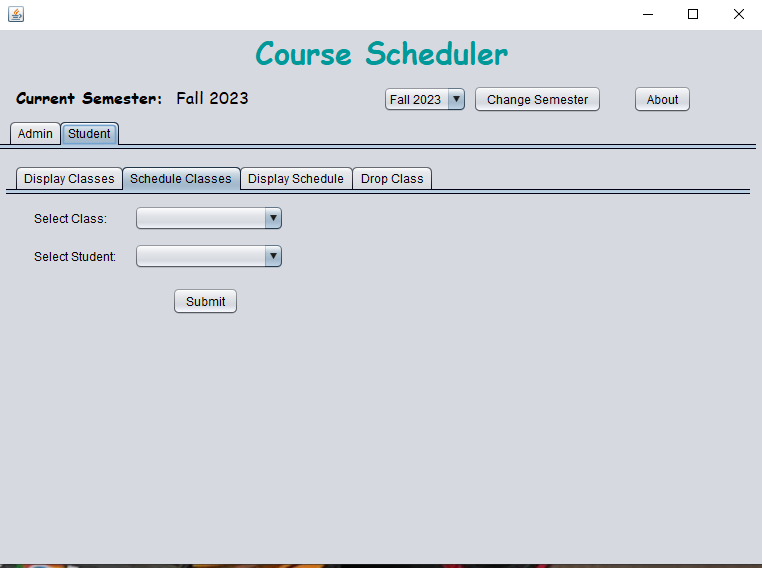 Course Scheduler
Current Semester: Fall 2023 Fall 2023 Change Semester About
Admin Student
Display Classes Schedule Classes Display Schedule Drop Class
Select Class:
Select Student:
Submit